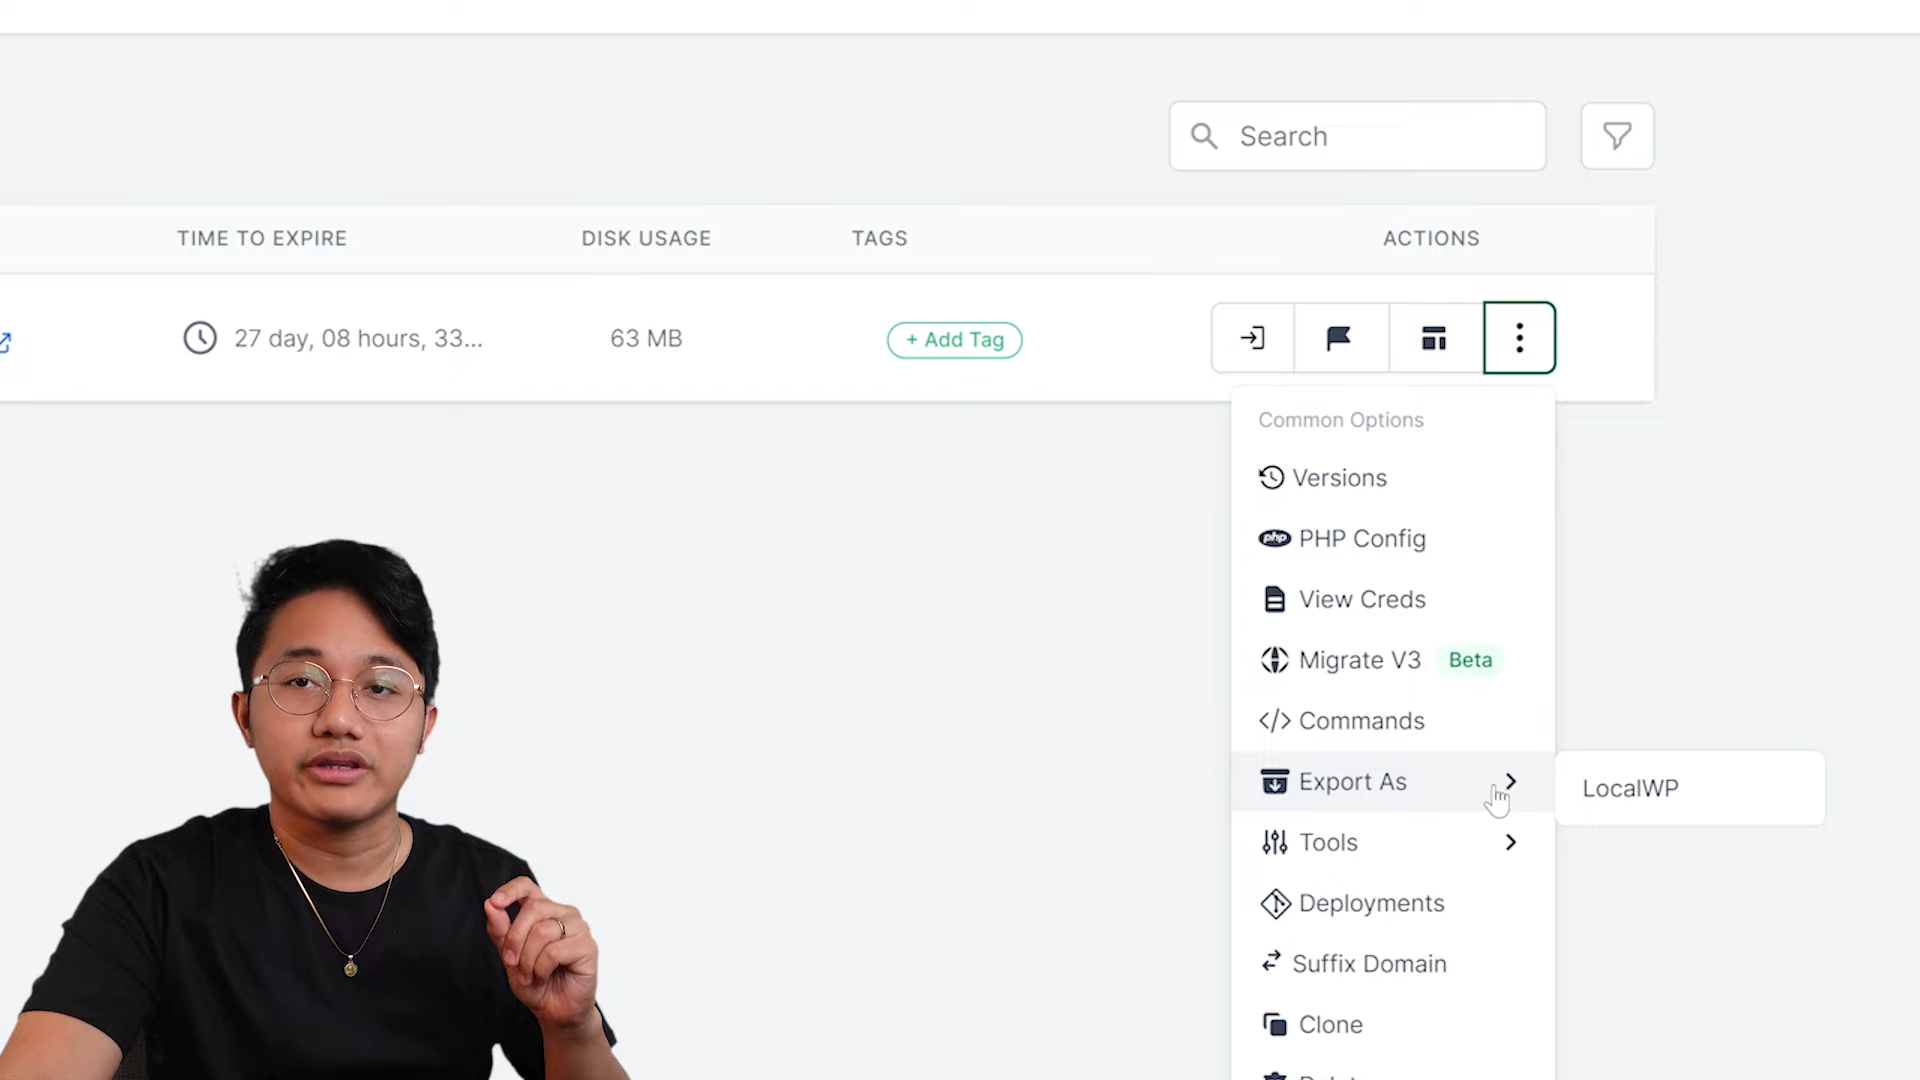 Search
TIME TO EXPIRE
DISK USAGE
TAGS
ACTIONS
27 day, 08 hours, 33...
63 MB
+ Add Tag
Common Options
Versions
php PHP Config
View Creds
Migrate V3 Beta
</> Commands
Export As
LocalWP
Tools
Deployments
Suffix Domain
Clone